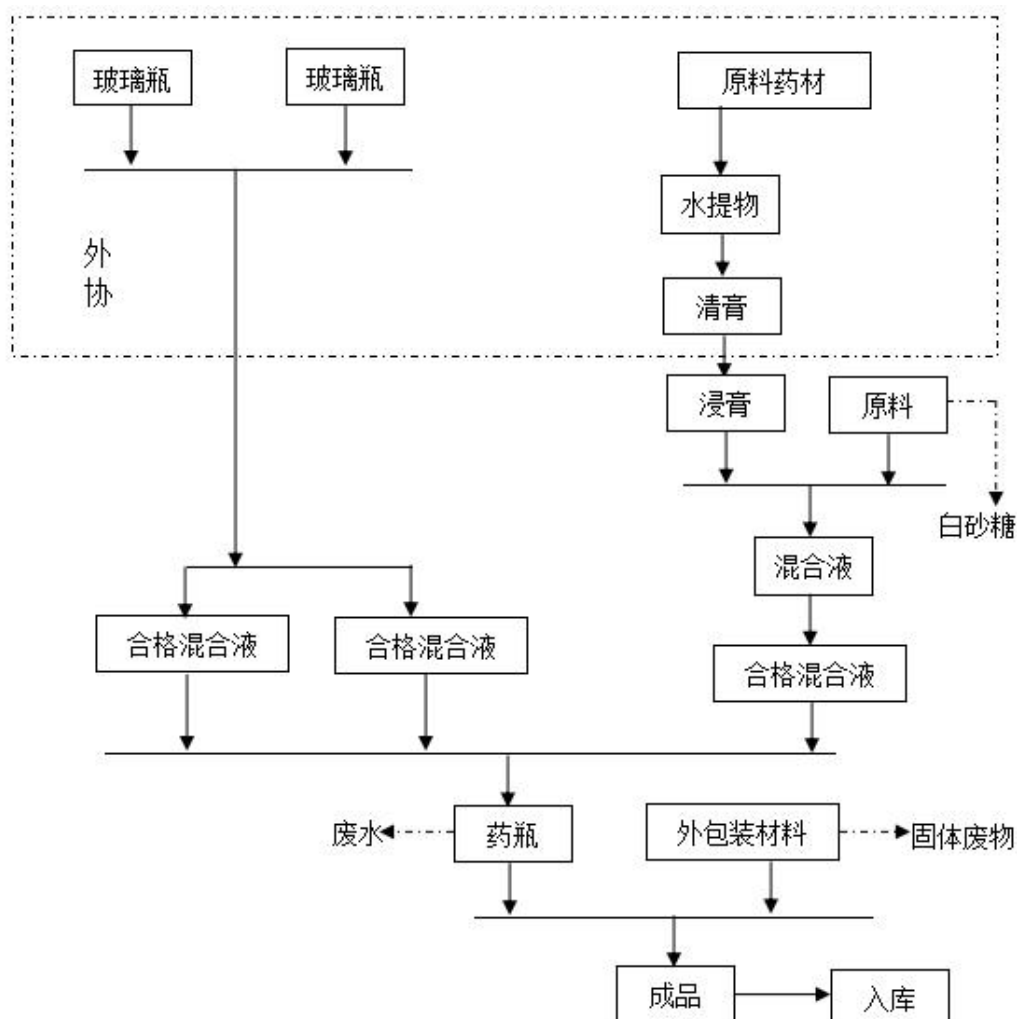 玻璃瓶
玻璃瓶
原料药材
水提物
外
协
清膏
浸膏
原料
白砂糖
混合液
合格混合液
合格混合液
合格混合液
废水
药瓶
外包装材料
固体废物
成品
入库